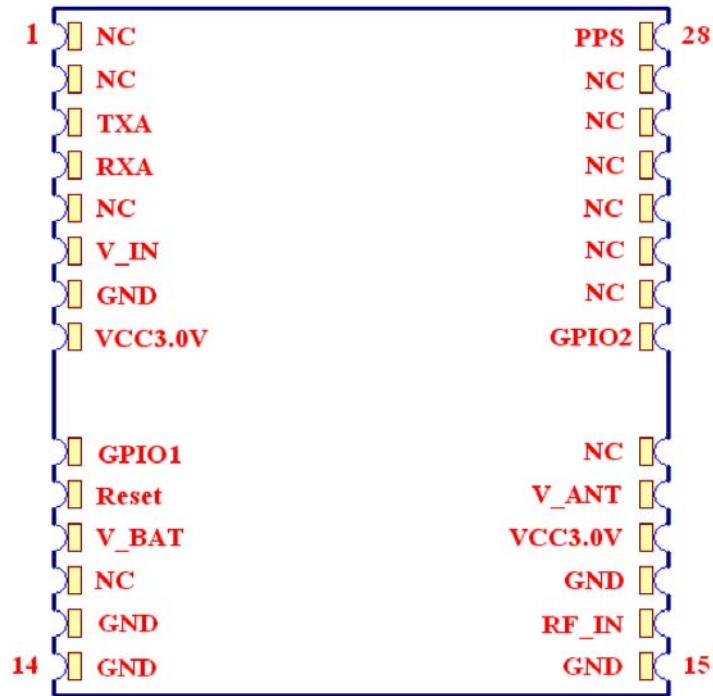 1 NC PPS 28
NC NC
TXA NC
RXA NC
NC NC
V_IN NC
GND NC
VCC3.0V GPIO2
GPIO1 NC
Reset V_ANT
V_BAT VCC3.0V
NC GND
GND RF_IN
14 GND GND 15